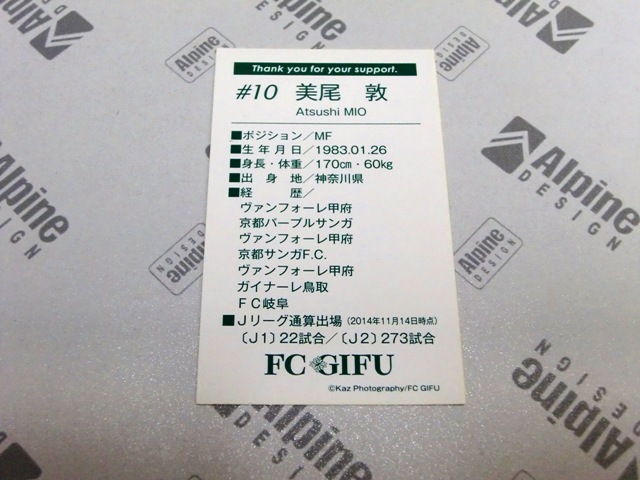 Thank you for your support.
#10 美尾 敦
Atsushi MIO
■ポジション／MF
■生年月日／1983.01.26
■身長・体重／170cm・60kg
■出身地／神奈川県
■経歴／
ヴァンフォーレ甲府
京都パープルサンガ
ヴァンフォーレ甲府
京都サンガF.C.
ヴァンフォーレ甲府
ガイナーレ鳥取
ＦＣ岐阜
■Ｊリーグ通算出場（2014年11月14日時点）
〔Ｊ1〕22試合／〔Ｊ2〕273試合
FC GIFU
©Kaz Photography/FC GIFU
Alpine
DESIGN
Alpine
DESIGN
Alpine
DESIGN
Alpine
DESIGN
Alpine
DESIGN
Alpine
DESIGN
Alpine
DESIGN